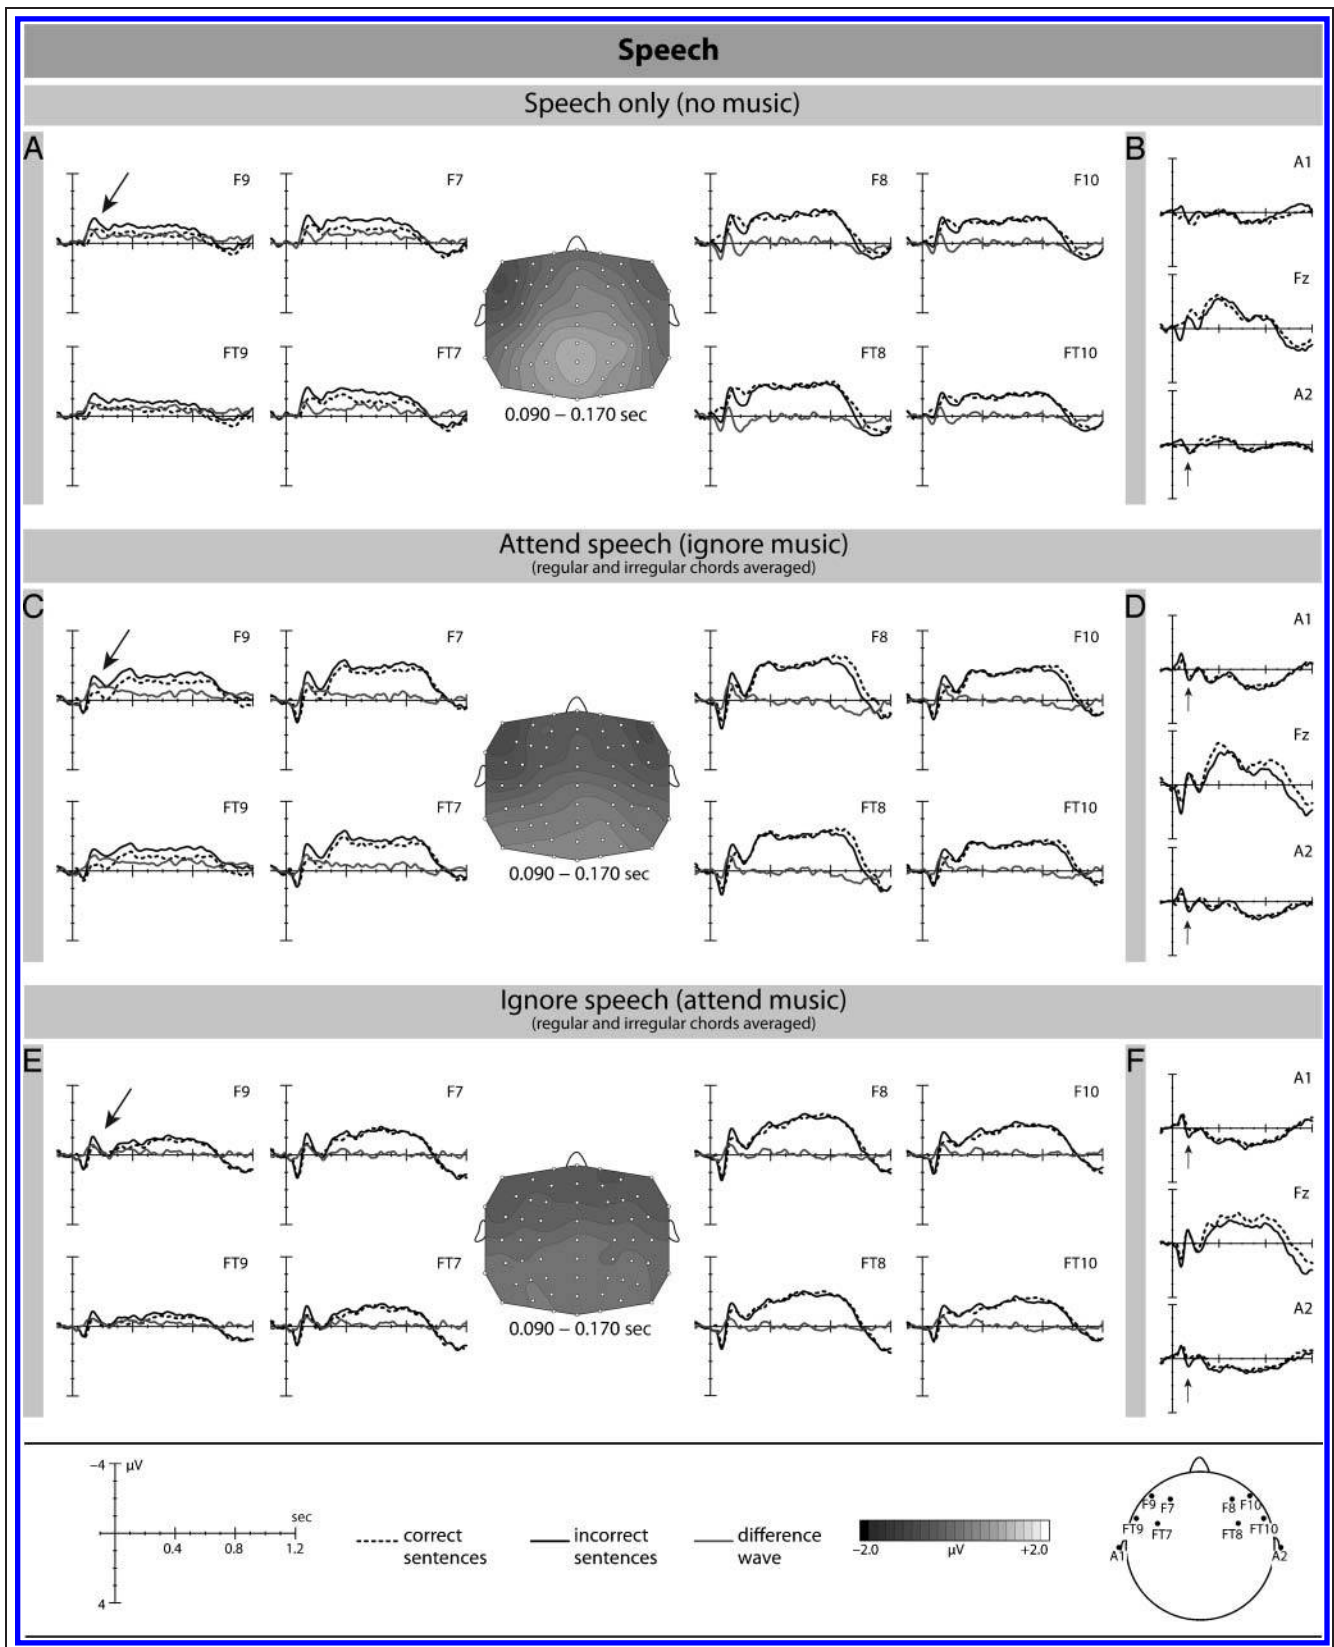 Speech
Speech only (no music)
A
F9
F7
F8
F10
B
A1
Fz
A2
FT9
FT7
FT8
FT10
0.090 – 0.170 sec
Attend speech (ignore music)
(regular and irregular chords averaged)
C
F9
F7
F8
F10
D
A1
Fz
A2
FT9
FT7
FT8
FT10
0.090 – 0.170 sec
Ignore speech (attend music)
(regular and irregular chords averaged)
E
F9
F7
F8
F10
F
A1
Fz
A2
FT9
FT7
FT8
FT10
0.090 – 0.170 sec
−4 µV
sec
0.4 0.8 1.2
4
correct
sentences
incorrect
sentences
difference
wave
−2.0 µV +2.0
F9 F7 F8 F10
FT9 FT7 FT8 FT10
A1 A2